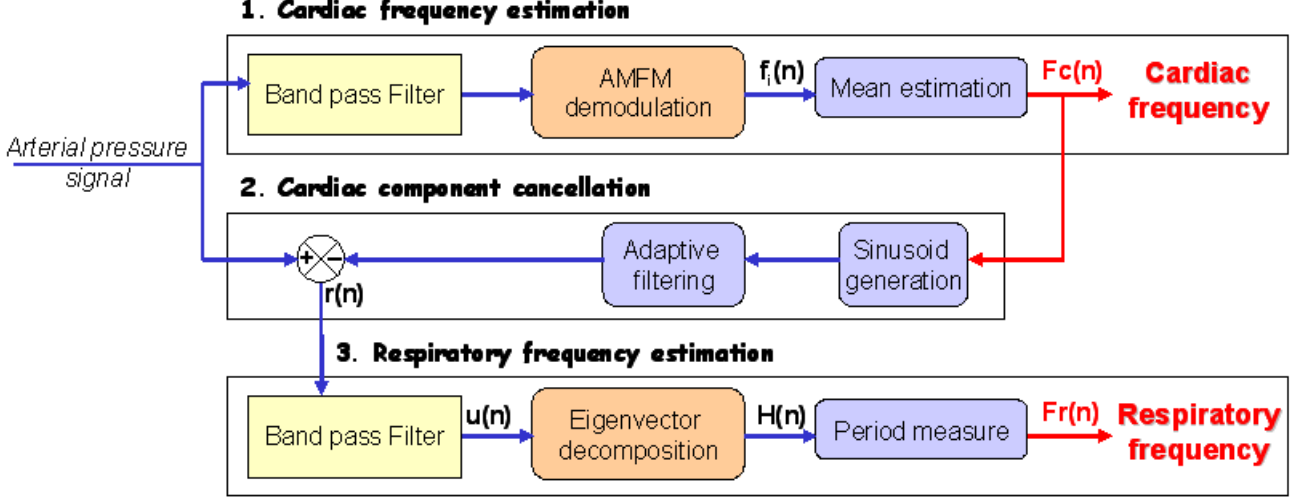 1. Cardiac frequency estimation
Band pass Filter
AMFM
demodulation
fi(n)
Mean estimation
Fc(n)
Cardiac
frequency
Arterial pressure
signal
2. Cardiac component cancellation
+ −
r(n)
Adaptive
filtering
Sinusoid
generation
3. Respiratory frequency estimation
Band pass Filter
u(n)
Eigenvector
decomposition
H(n)
Period measure
Fr(n)
Respiratory
frequency